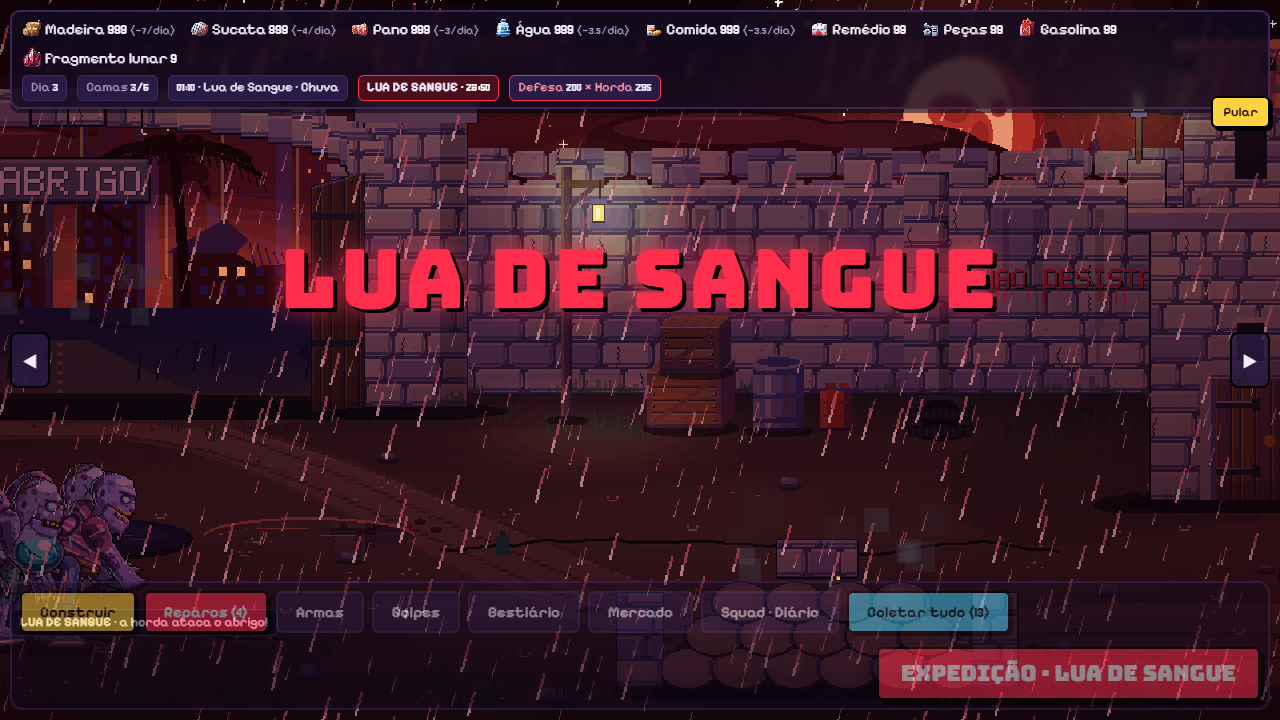 Madeira 999 (-7/dia) Sucata 999 (-4/dia) Pano 999 (-3/dia) Água 999 (-3.5/dia) Comida 999 (-3.5/dia) Remédio 99 Peças 99 Gasolina 99
Fragmento lunar 9
Dia 3 Camas 3/6 01:10 · Lua de Sangue · Chuva LUA DE SANGUE · 28:50 Defesa 200 × Horda 295
Pular
ABRIGO
LUA DE SANGUE
DESISTA
◀ ▶
Construir Reparos (4) Armas Golpes Bestiário Mercado Squad · Diário Coletar tudo (13)
LUA DE SANGUE · a horda ataca o abrigo!
EXPEDIÇÃO · LUA DE SANGUE